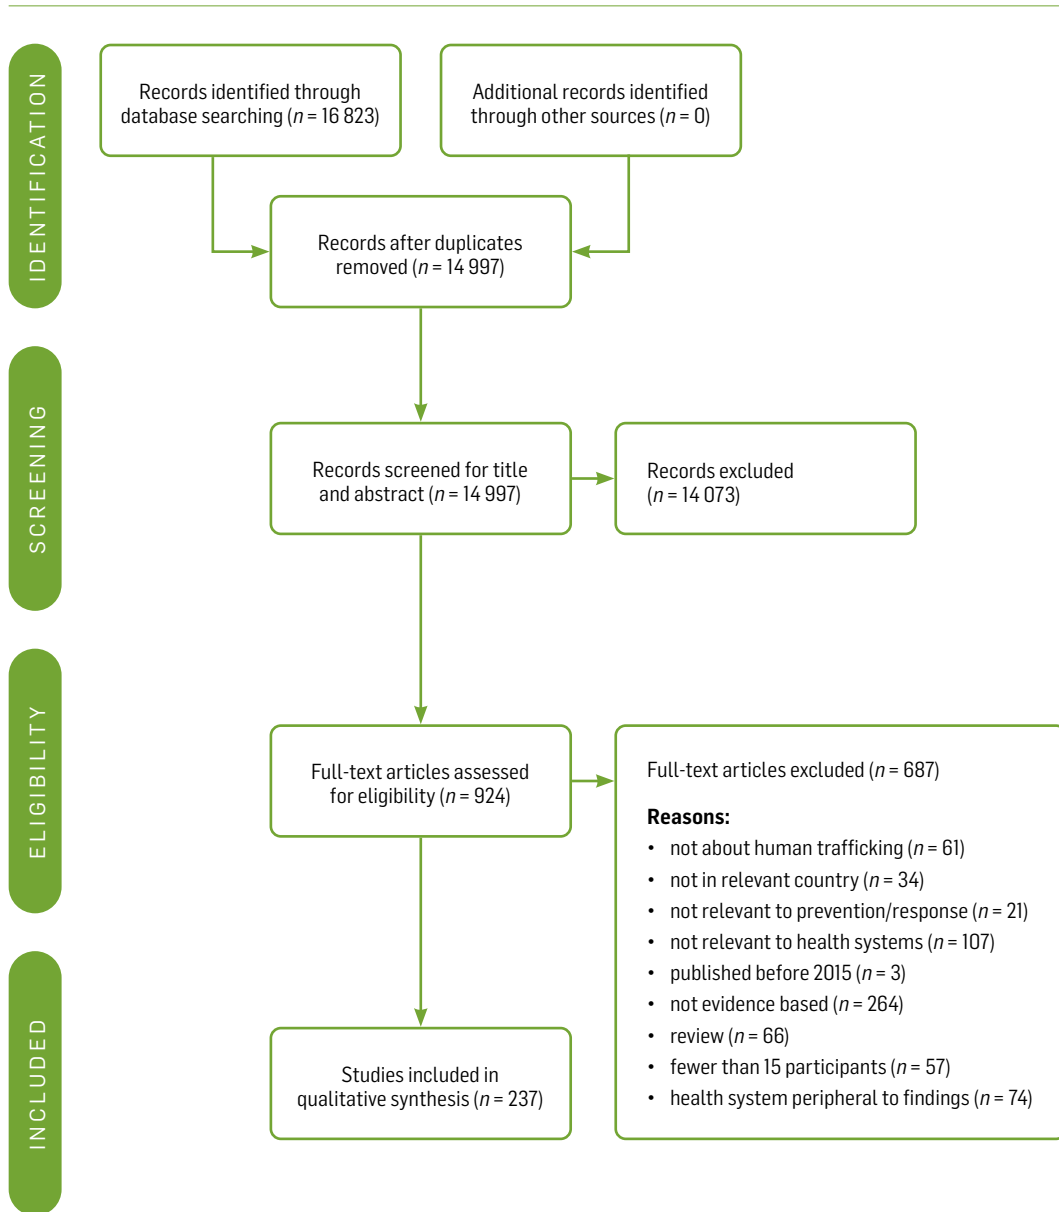 IDENTIFICATION
Records identified through
database searching (n = 16 823)
Additional records identified
through other sources (n = 0)
Records after duplicates
removed (n = 14 997)
SCREENING
Records screened for title
and abstract (n = 14 997)
Records excluded
(n = 14 073)
ELIGIBILITY
Full-text articles assessed
for eligibility (n = 924)
Full-text articles excluded (n = 687)
Reasons:
• not about human trafficking (n = 61)
• not in relevant country (n = 34)
• not relevant to prevention/response (n = 21)
• not relevant to health systems (n = 107)
• published before 2015 (n = 3)
• not evidence based (n = 264)
• review (n = 66)
• fewer than 15 participants (n = 57)
• health system peripheral to findings (n = 74)
INCLUDED
Studies included in
qualitative synthesis (n = 237)